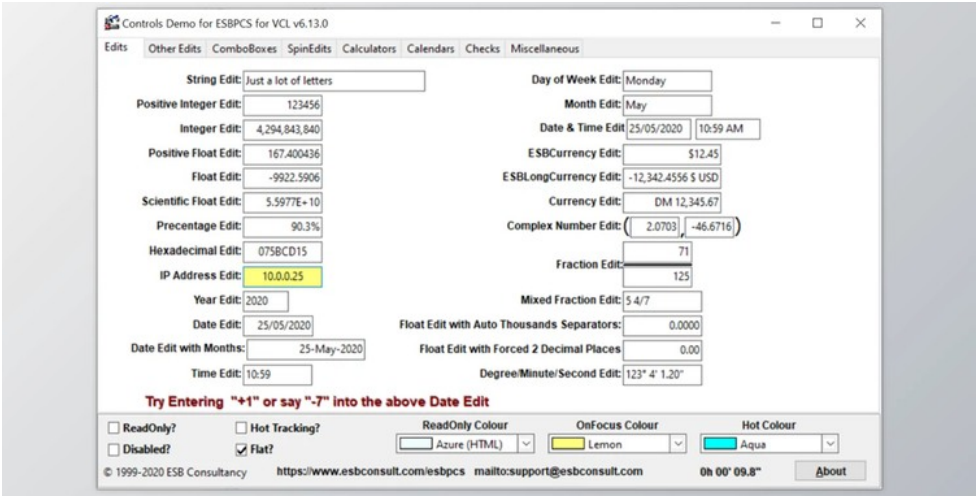 Controls Demo for ESBPCS for VCL v6.13.0
Edits Other Edits ComboBoxes SpinEdits Calculators Calendars Checks Miscellaneous
String Edit: Just a lot of letters
Positive Integer Edit: 123456
Integer Edit: 4,294,843,840
Positive Float Edit: 167.400436
Float Edit: -9922.5906
Scientific Float Edit: 5.5977E+10
Precentage Edit: 90.3%
Hexadecimal Edit: 075BCD15
IP Address Edit: 10.0.0.25
Year Edit: 2020
Date Edit: 25/05/2020
Date Edit with Months: 25-May-2020
Time Edit: 10:59
Day of Week Edit: Monday
Month Edit: May
Date & Time Edit 25/05/2020 10:59 AM
ESBCurrency Edit: $12.45
ESBLongCurrency Edit: -12,342.4556 $ USD
Currency Edit: DM 12,345.67
Complex Number Edit: ( 2.0703 , -46.6716 )
71
Fraction Edit:
125
Mixed Fraction Edit: 5 4/7
Float Edit with Auto Thousands Separators: 0.0000
Float Edit with Forced 2 Decimal Places 0.00
Degree/Minute/Second Edit: 123° 4' 1.20"
Try Entering "+1" or say "-7" into the above Date Edit
ReadOnly? Hot Tracking?
Disabled? Flat?
ReadOnly Colour OnFocus Colour Hot Colour
Azure (HTML) Lemon Aqua
© 1999-2020 ESB Consultancy https://www.esbconsult.com/esbpcs mailto:support@esbconsult.com 0h 00' 09.8" About